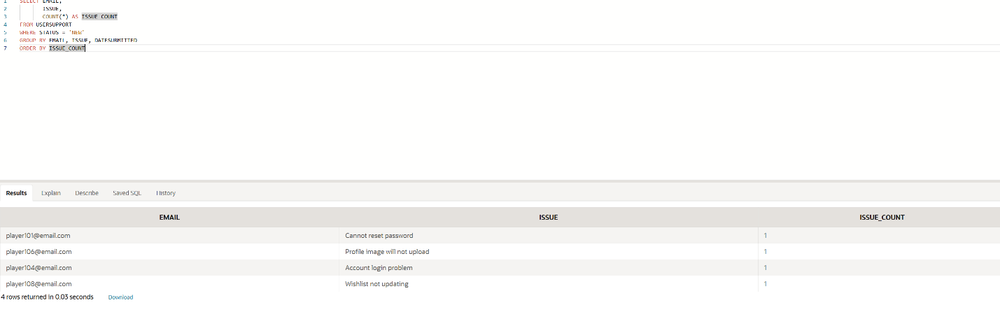 1 SELECT EMAIL,
2 ISSUE,
3 COUNT(*) AS ISSUE_COUNT
4 FROM USERSUPPORT
5 WHERE STATUS = 'NEW'
6 GROUP BY EMAIL, ISSUE, DATESUBMITTED
7 ORDER BY ISSUE_COUNT
Results Explain Describe Saved SQL History
EMAIL ISSUE ISSUE_COUNT
player101@email.com Cannot reset password 1
player106@email.com Profile image will not upload 1
player104@email.com Account login problem 1
player108@email.com Wishlist not updating 1
4 rows returned in 0.03 seconds Download